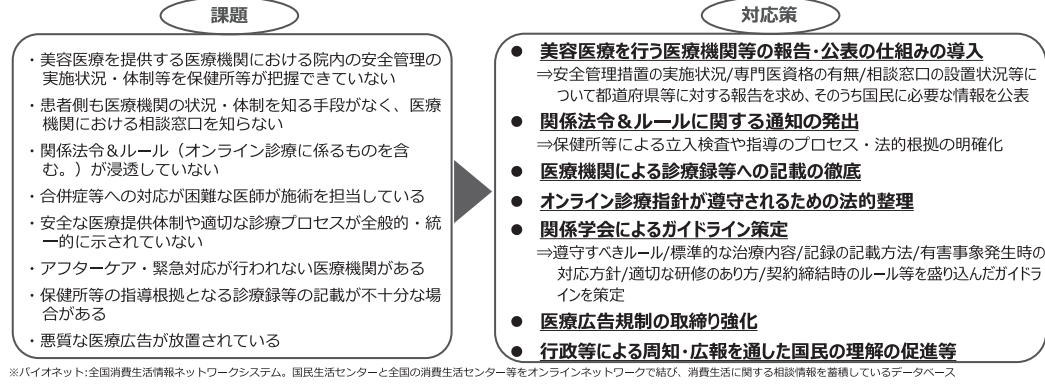 課題
・美容医療を提供する医療機関における院内の安全管理の
実施状況・体制等を保健所等が把握できていない
・患者側も医療機関の状況・体制を知る手段がなく、医療
機関における相談窓口を知らない
・関係法令＆ルール（オンライン診療に係るものを含
む。）が浸透していない
・合併症等への対応が困難な医師が施術を担当している
・安全な医療提供体制や適切な診療プロセスが全般的・統
一的に示されていない
・アフターケア・緊急対応が行われない医療機関がある
・保健所等の指導根拠となる診療録等の記載が不十分な場
合がある
・悪質な医療広告が放置されている
対応策
● 美容医療を行う医療機関等の報告・公表の仕組みの導入
⇒安全管理措置の実施状況/専門医資格の有無/相談窓口の設置状況等に
ついて都道府県等に対する報告を求め、そのうち国民に必要な情報を公表
● 関係法令＆ルールに関する通知の発出
⇒保健所等による立入検査や指導のプロセス・法的根拠の明確化
● 医療機関による診療録等への記載の徹底
● オンライン診療指針が遵守されるための法的整理
● 関係学会によるガイドライン策定
⇒遵守すべきルール/標準的な治療内容/記録の記載方法/有害事象発生時の
対応方針/適切な研修のあり方/契約締結時のルール等を盛り込んだガイドラ
インを策定
● 医療広告規制の取締り強化
● 行政等による周知・広報を通した国民の理解の促進等
※パイオネット:全国消費生活情報ネットワークシステム。国民生活センターと全国の消費生活センター等をオンラインネットワークで結び、消費生活に関する相談情報を蓄積しているデータベース